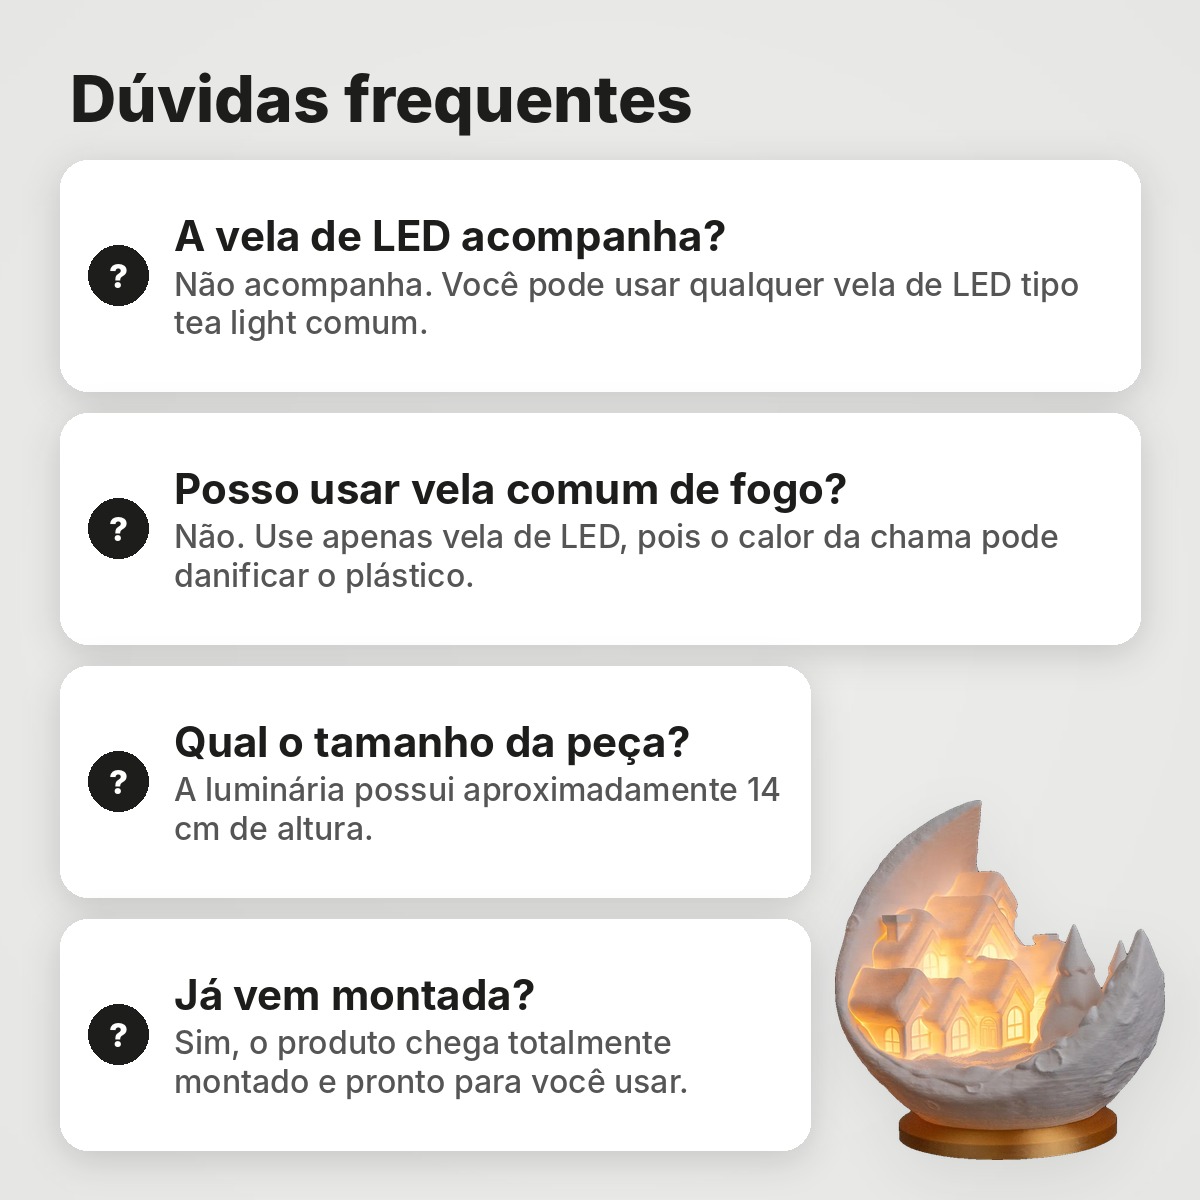 Dúvidas frequentes
?
A vela de LED acompanha?
Não acompanha. Você pode usar qualquer vela de LED tipo
tea light comum.
?
Posso usar vela comum de fogo?
Não. Use apenas vela de LED, pois o calor da chama pode
danificar o plástico.
?
Qual o tamanho da peça?
A luminária possui aproximadamente 14
cm de altura.
?
Já vem montada?
Sim, o produto chega totalmente
montado e pronto para você usar.